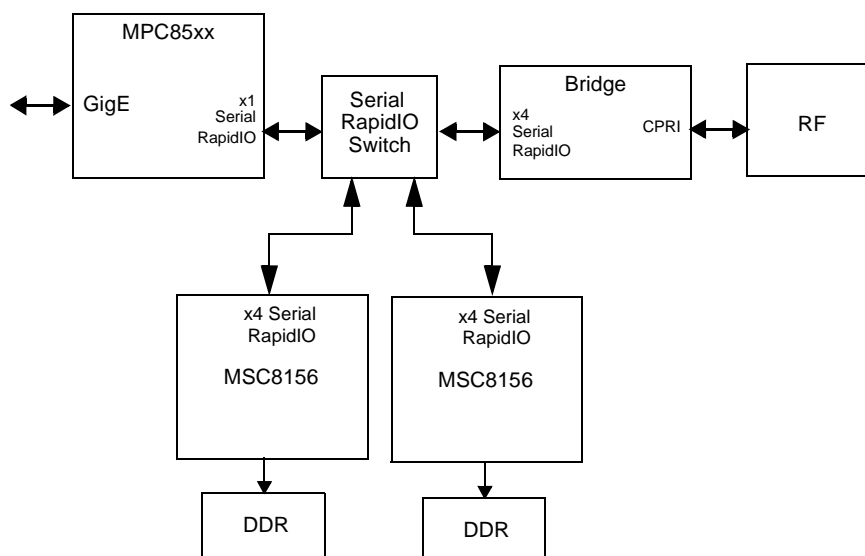 MPC85xx
GigE
x1
Serial
RapidIO
Serial
RapidIO
Switch
Bridge
x4
Serial
RapidIO
CPRI
RF
x4 Serial
RapidIO
MSC8156
x4 Serial
RapidIO
MSC8156
DDR
DDR